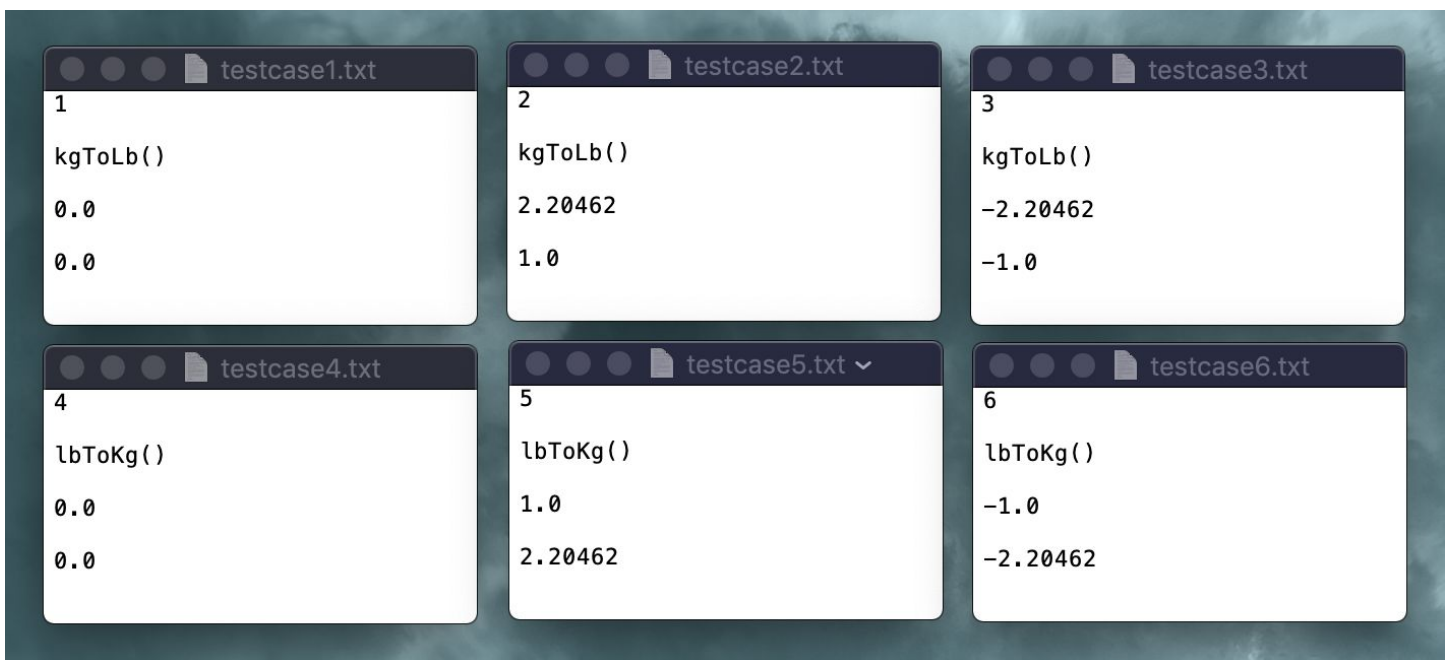 testcase1.txt
1
kgToLb()
0.0
0.0
testcase2.txt
2
kgToLb()
2.20462
1.0
testcase3.txt
3
kgToLb()
-2.20462
-1.0
testcase4.txt
4
lbToKg()
0.0
0.0
testcase5.txt
5
lbToKg()
1.0
2.20462
testcase6.txt
6
lbToKg()
-1.0
-2.20462